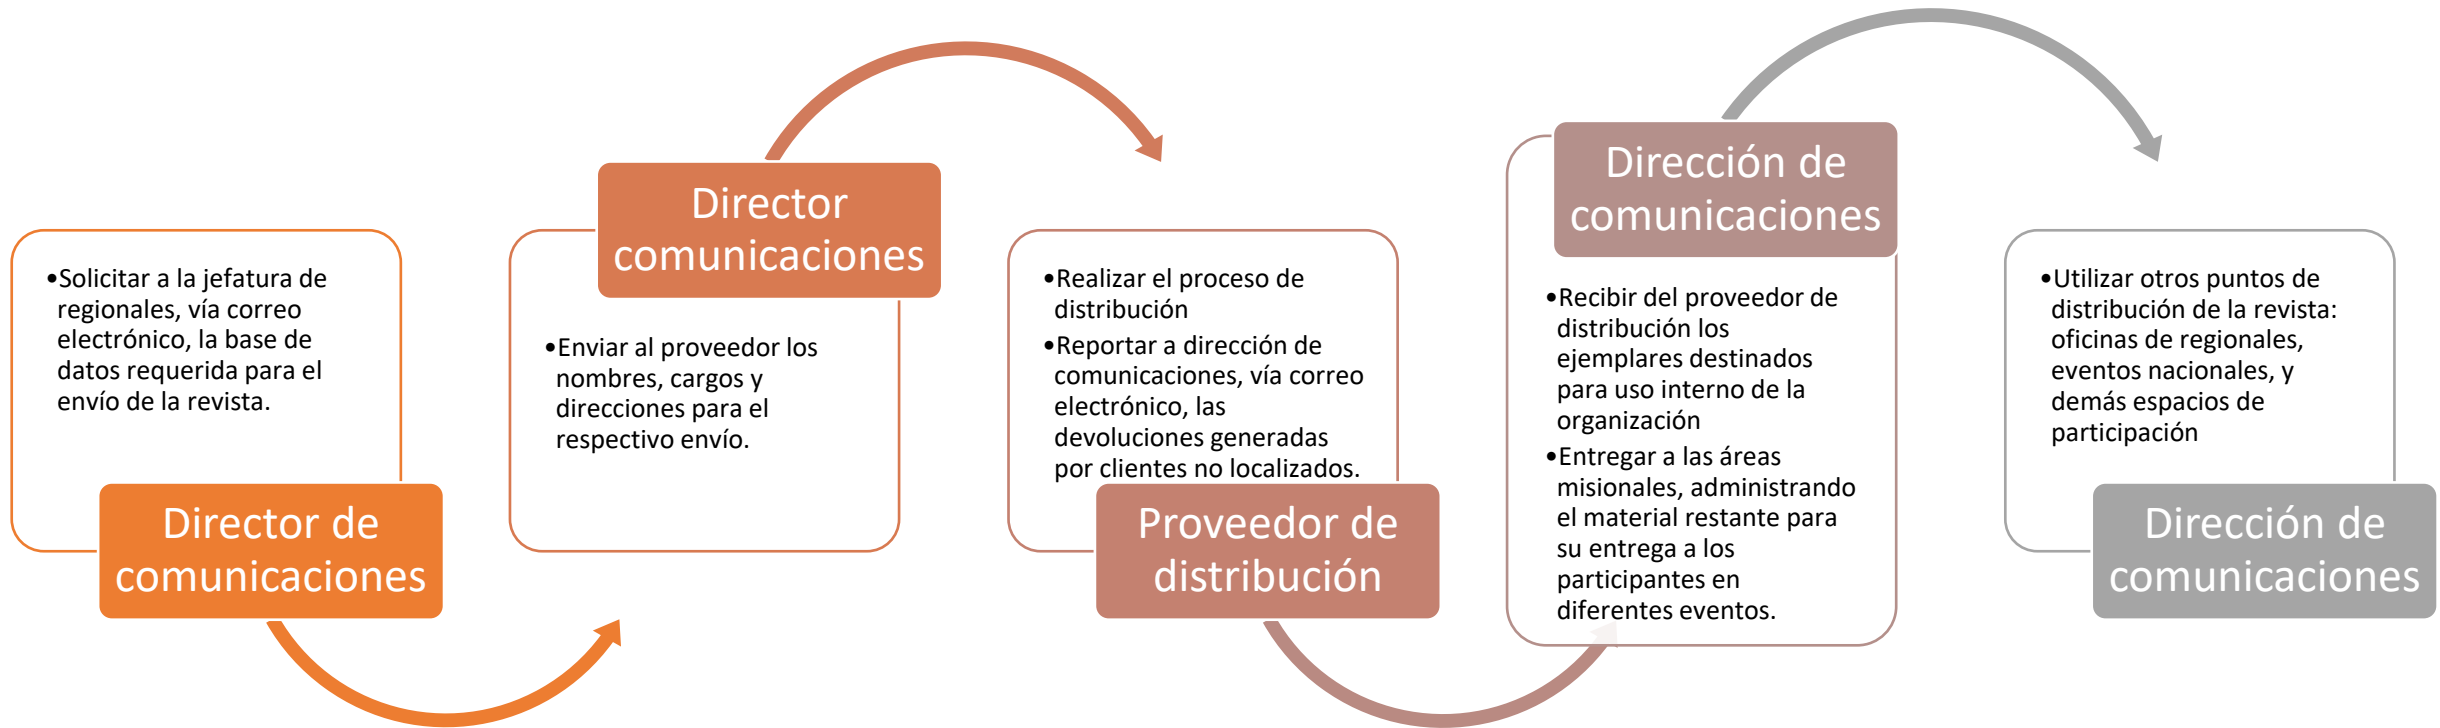 •Solicitar a la jefatura de
regionales, vía correo
electrónico, la base de
datos requerida para el
envío de la revista.
Director de
comunicaciones
Director
comunicaciones
•Enviar al proveedor los
nombres, cargos y
direcciones para el
respectivo envío.
•Realizar el proceso de
distribución
•Reportar a dirección de
comunicaciones, vía correo
electrónico, las
devoluciones generadas
por clientes no localizados.
Proveedor de
distribución
Dirección de
comunicaciones
•Recibir del proveedor de
distribución los
ejemplares destinados
para uso interno de la
organización
•Entregar a las áreas
misionales, administrando
el material restante para
su entrega a los
participantes en
diferentes eventos.
•Utilizar otros puntos de
distribución de la revista:
oficinas de regionales,
eventos nacionales, y
demás espacios de
participación
Dirección de
comunicaciones